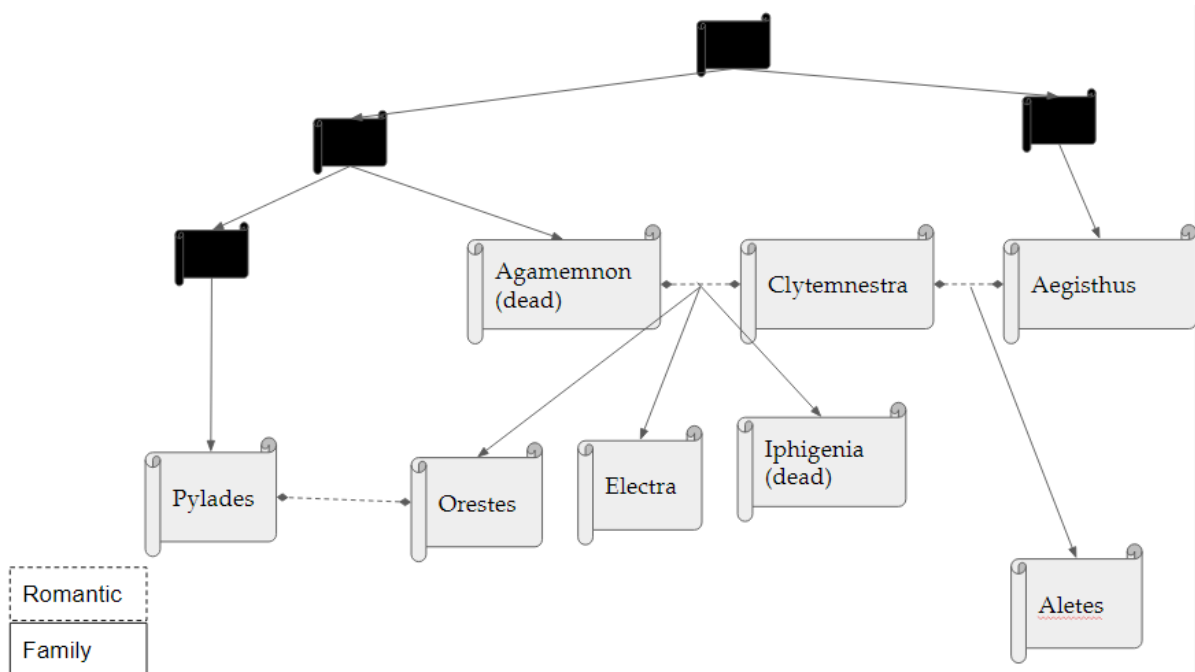 Agamemnon
(dead)
Clytemnestra
Aegisthus
Pylades
Orestes
Electra
Iphigenia
(dead)
Aletes
Romantic
Family